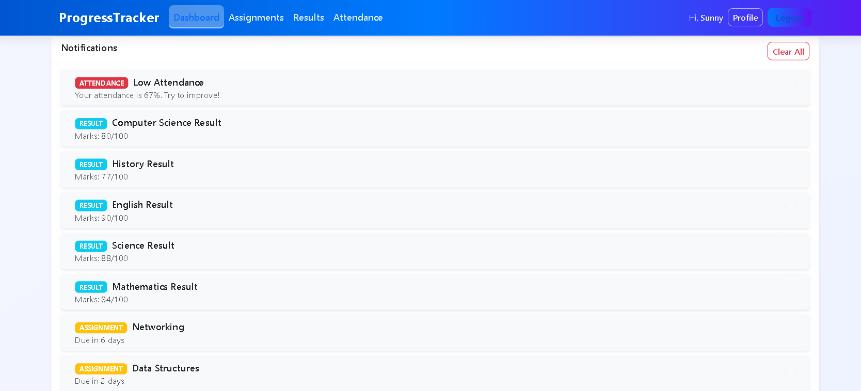 ProgressTracker Dashboard Assignments Results Attendance Hi, Sunny Profile Logout
Notifications
Clear All
ATTENDANCE Low Attendance
Your attendance is 67%. Try to improve!
RESULT Computer Science Result
Marks: 80/100
RESULT History Result
Marks: 77/100
RESULT English Result
Marks: 90/100
RESULT Science Result
Marks: 88/100
RESULT Mathematics Result
Marks: 84/100
ASSIGNMENT Networking
Due in 6 days
ASSIGNMENT Data Structures
Due in 2 days